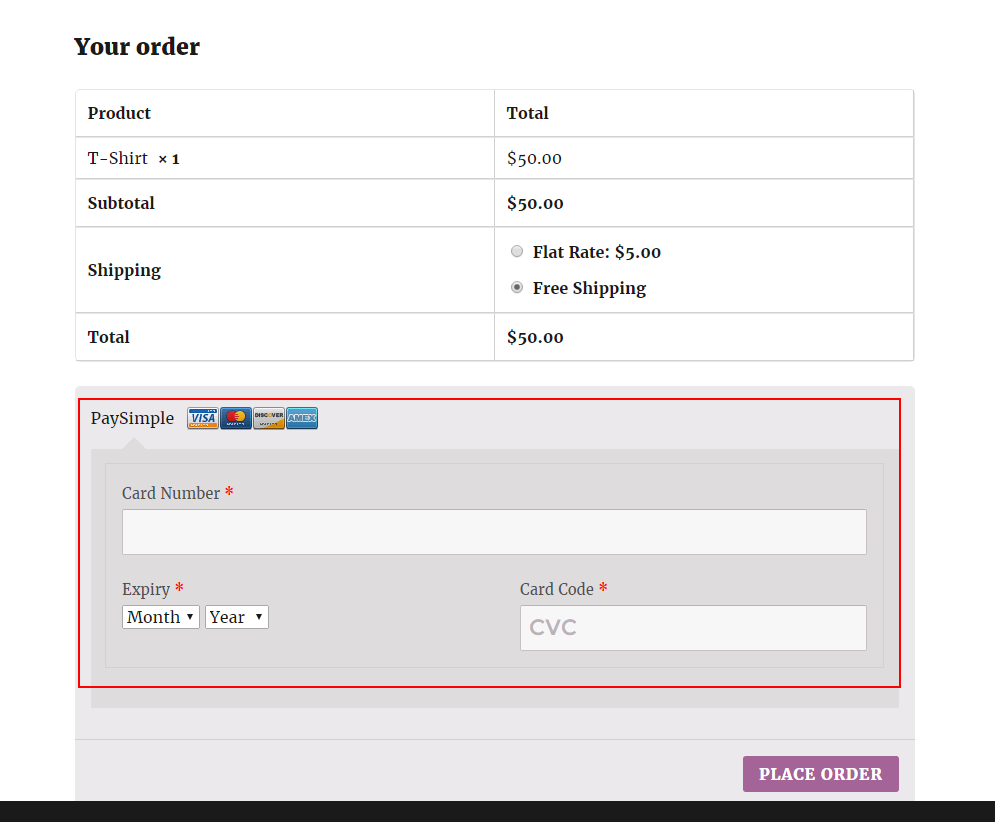 Your order
Product Total
T-Shirt × 1 $50.00
Subtotal $50.00
Flat Rate: $5.00
Shipping
Free Shipping
Total $50.00
PaySimple VISA DISCOVER AMEX
Card Number *
Expiry * Card Code *
Month Year CVC
PLACE ORDER